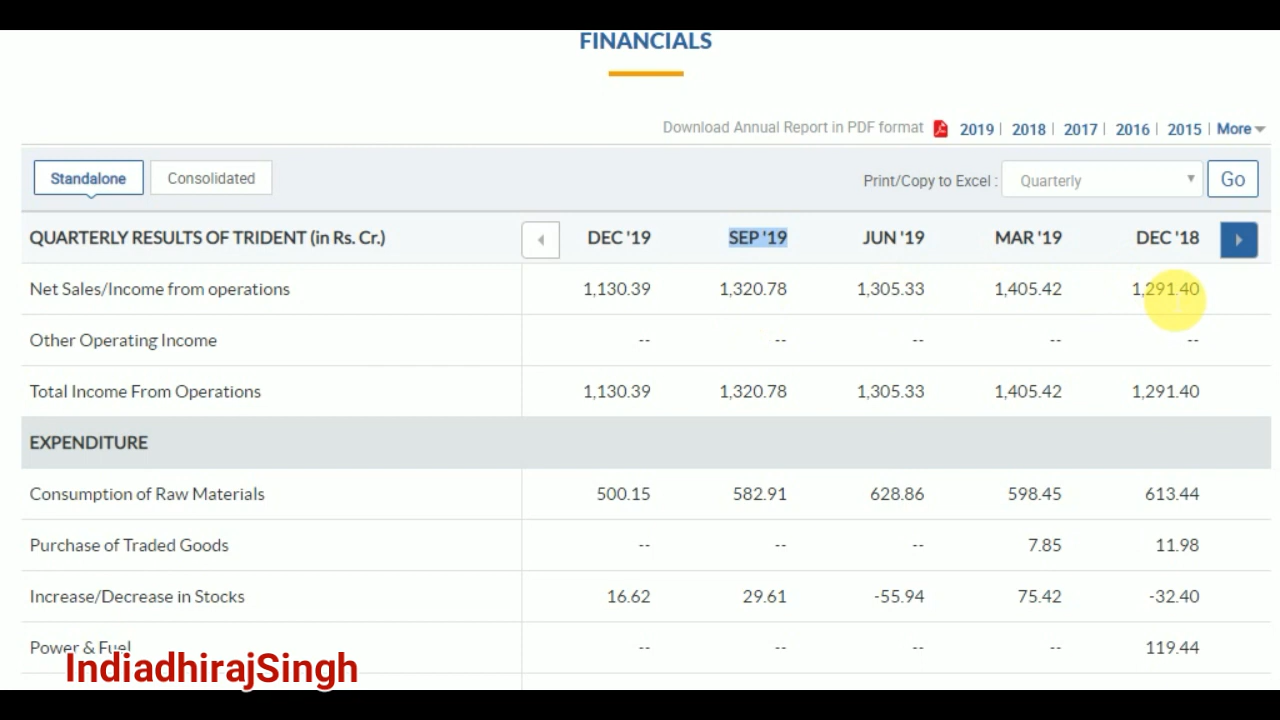 FINANCIALS
Download Annual Report in PDF format 2019 | 2018 | 2017 | 2016 | 2015 | More
Standalone Consolidated Print/Copy to Excel : Quarterly Go
QUARTERLY RESULTS OF TRIDENT (in Rs. Cr.) DEC '19 SEP '19 JUN '19 MAR '19 DEC '18
Net Sales/Income from operations 1,130.39 1,320.78 1,305.33 1,405.42 1,291.40
Other Operating Income -- -- -- -- --
Total Income From Operations 1,130.39 1,320.78 1,305.33 1,405.42 1,291.40
EXPENDITURE
Consumption of Raw Materials 500.15 582.91 628.86 598.45 613.44
Purchase of Traded Goods -- -- -- 7.85 11.98
Increase/Decrease in Stocks 16.62 29.61 -55.94 75.42 -32.40
Power & Fuel -- -- -- -- 119.44
IndiadhirajSingh